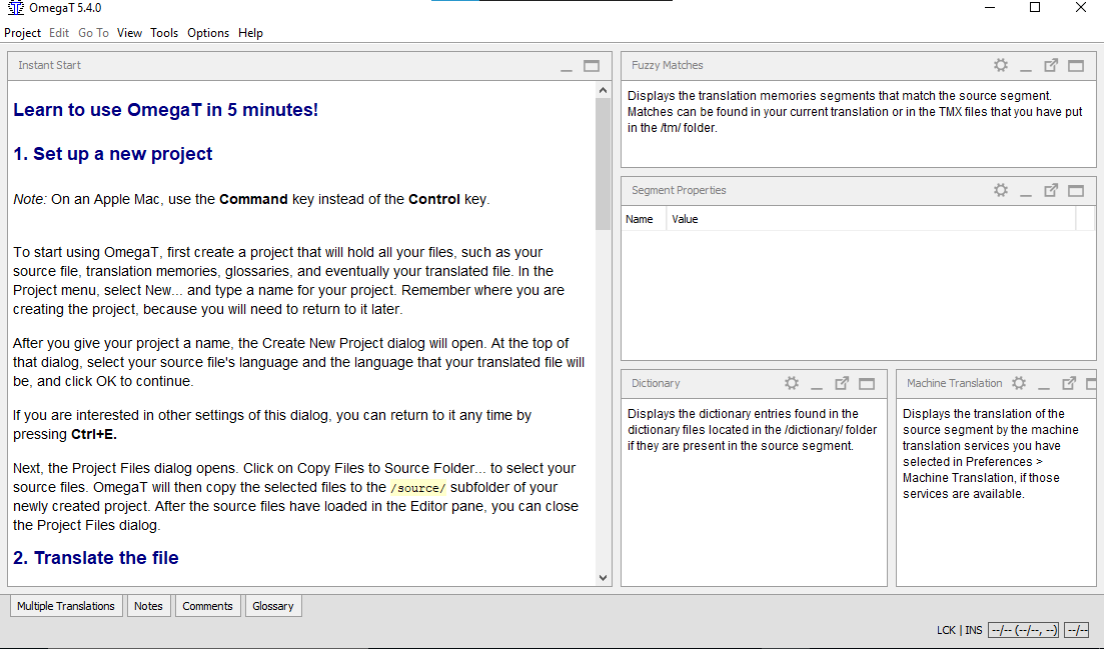 OmegaT 5.4.0
Project Edit Go To View Tools Options Help
Instant Start
Learn to use OmegaT in 5 minutes!
1. Set up a new project
Note: On an Apple Mac, use the Command key instead of the Control key.
To start using OmegaT, first create a project that will hold all your files, such as your
source file, translation memories, glossaries, and eventually your translated file. In the
Project menu, select New... and type a name for your project. Remember where you are
creating the project, because you will need to return to it later.
After you give your project a name, the Create New Project dialog will open. At the top of
that dialog, select your source file's language and the language that your translated file will
be, and click OK to continue.
If you are interested in other settings of this dialog, you can return to it any time by
pressing Ctrl+E.
Next, the Project Files dialog opens. Click on Copy Files to Source Folder... to select your
source files. OmegaT will then copy the selected files to the /source/ subfolder of your
newly created project. After the source files have loaded in the Editor pane, you can close
the Project Files dialog.
2. Translate the file
Fuzzy Matches
Displays the translation memories segments that match the source segment.
Matches can be found in your current translation or in the TMX files that you have put
in the /tm/ folder.
Segment Properties
Name Value
Dictionary
Displays the dictionary entries found in the
dictionary files located in the /dictionary/ folder
if they are present in the source segment.
Machine Translation
Displays the translation of the
source segment by the machine
translation services you have
selected in Preferences >
Machine Translation, if those
services are available.
Multiple Translations Notes Comments Glossary
LCK | INS --/-- (--/--, --) --/--